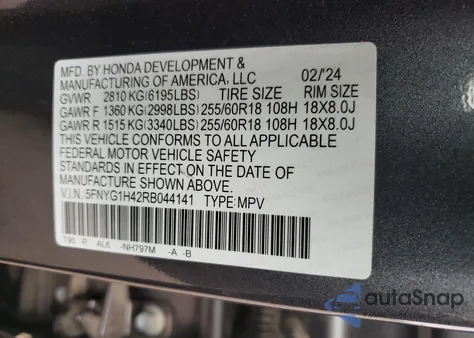 MFD. BY HONDA DEVELOPMENT &
MANUFACTURING OF AMERICA, LLC 02/'24
GVWR 2810 KG(6195LBS) TIRE SIZE RIM SIZE
GAWR F 1360 KG(2998LBS) 255/60R18 108H 18X8.0J
GAWR R 1515 KG(3340LBS) 255/60R18 108H 18X8.0J
THIS VEHICLE CONFORMS TO ALL APPLICABLE
FEDERAL MOTOR VEHICLE SAFETY
STANDARDS IN EFFECT ON THE DATE OF
MANUFACTURE SHOWN ABOVE.
V.I.N.:5FNYG1H42RB044141 TYPE:MPV
T90 R AL6 -NH797M -A -B
autoSnap